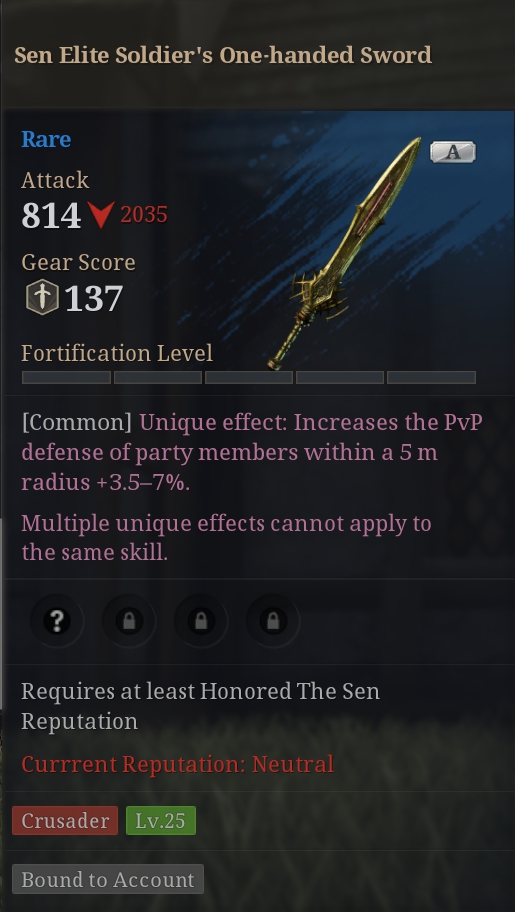 Sen Elite Soldier's One-handed Sword
Rare
A
Attack
814 2035
Gear Score
137
Fortification Level
[Common] Unique effect: Increases the PvP
defense of party members within a 5 m
radius +3.5–7%.
Multiple unique effects cannot apply to
the same skill.
?
Requires at least Honored The Sen
Reputation
Currrent Reputation: Neutral
Crusader Lv.25
Bound to Account